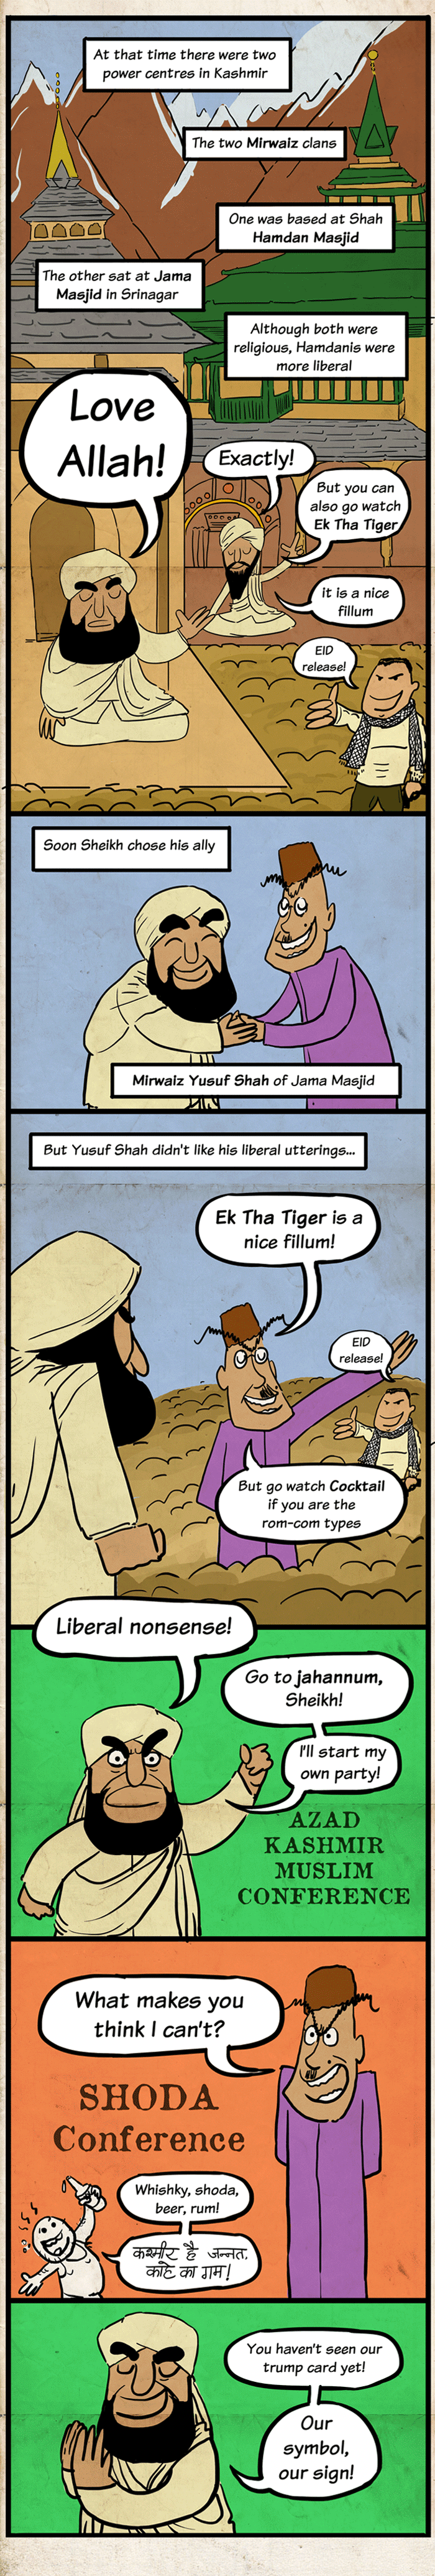 At that time there were two
power centres in Kashmir
The two Mirwaiz clans
One was based at Shah
Hamdan Masjid
The other sat at Jama
Masjid in Srinagar
Although both were
religious, Hamdanis were
more liberal
Love
Allah!
Exactly!
But you can
also go watch
Ek Tha Tiger
it is a nice
fillum
EID
release!
Soon Sheikh chose his ally
Mirwaiz Yusuf Shah of Jama Masjid
But Yusuf Shah didn't like his liberal utterings...
Ek Tha Tiger is a
nice fillum!
EID
release!
But go watch Cocktail
if you are the
rom-com types
Liberal nonsense!
Go to jahannum,
Sheikh!
I'll start my
own party!
AZAD
KASHMIR
MUSLIM
CONFERENCE
What makes you
think I can't?
SHODA
Conference
Whishky, shoda,
beer, rum!
कश्मीर है जन्नत,
काहे का ग़म!
You haven't seen our
trump card yet!
Our
symbol,
our sign!